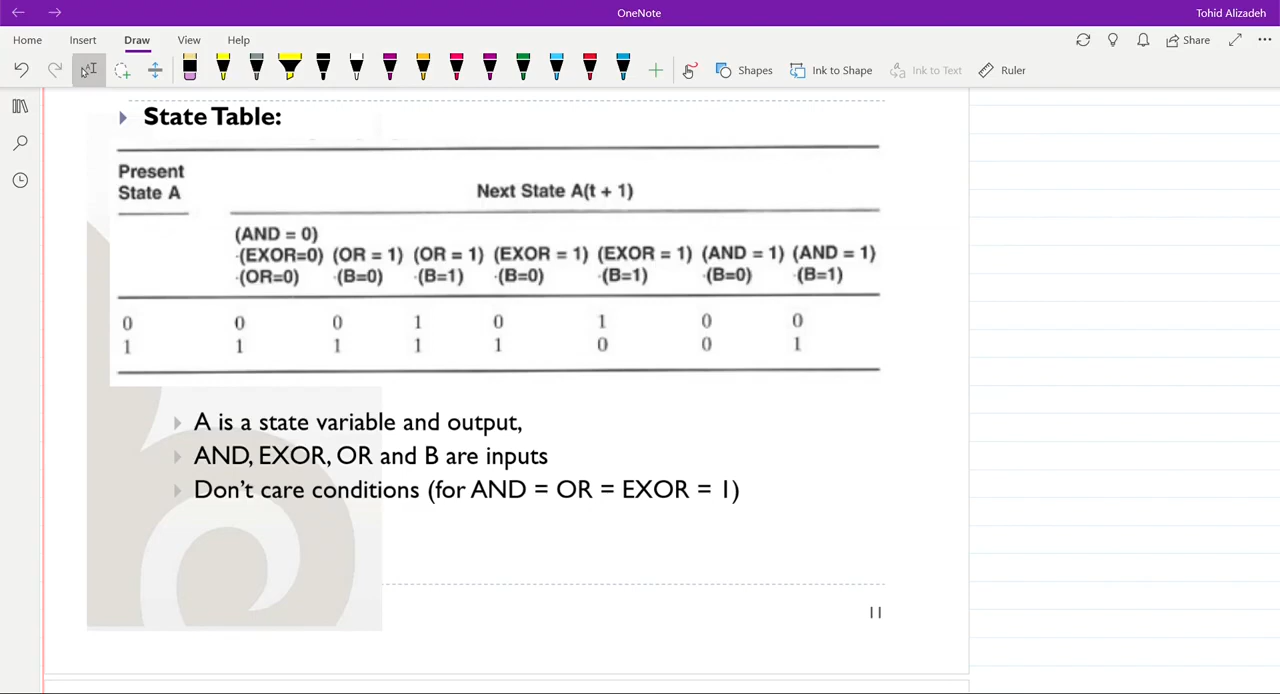 OneNote
Tohid Alizadeh
Home Insert Draw View Help
Share
Shapes Ink to Shape Ink to Text Ruler
State Table:
Present
State A
Next State A(t + 1)
(AND = 0)
·(EXOR=0) (OR = 1) (OR = 1) (EXOR = 1) (EXOR = 1) (AND = 1) (AND = 1)
·(OR=0) ·(B=0) ·(B=1) ·(B=0) ·(B=1) ·(B=0) ·(B=1)
0 0 0 1 0 1 0 0
1 1 1 1 1 0 0 1
A is a state variable and output,
AND, EXOR, OR and B are inputs
Don't care conditions (for AND = OR = EXOR = 1)
11